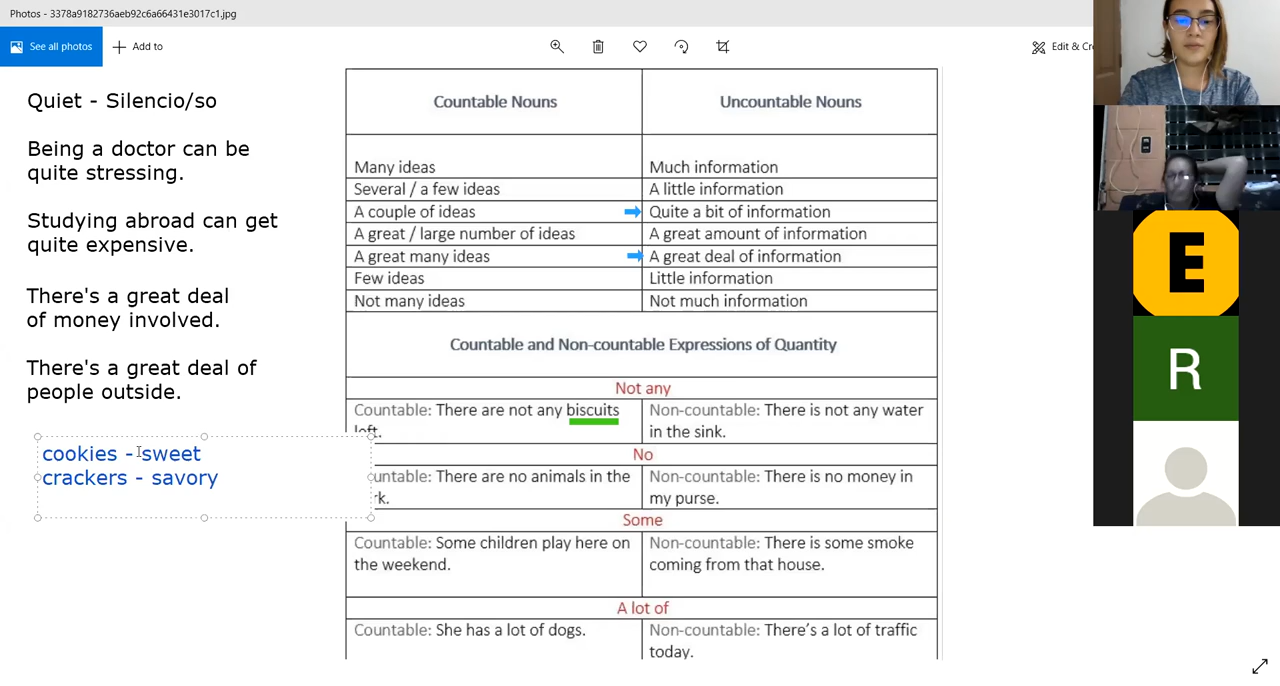 Photos - 3378a9182736aeb92c6a66431e3017c1.jpg
See all photos
Add to
Edit & Cr
Quiet - Silencio/so
Being a doctor can be
quite stressing.
Studying abroad can get
quite expensive.
There's a great deal
of money involved.
There's a great deal of
people outside.
cookies - sweet
crackers - savory
Countable Nouns
Uncountable Nouns
Many ideas
Much information
Several / a few ideas
A little information
A couple of ideas
Quite a bit of information
A great / large number of ideas
A great amount of information
A great many ideas
A great deal of information
Few ideas
Little information
Not many ideas
Not much information
Countable and Non-countable Expressions of Quantity
Not any
Countable: There are not any biscuits
left.
Non-countable: There is not any water
in the sink.
No
untable: There are no animals in the
rk.
Non-countable: There is no money in
my purse.
Some
Countable: Some children play here on
the weekend.
Non-countable: There is some smoke
coming from that house.
A lot of
Countable: She has a lot of dogs.
Non-countable: There's a lot of traffic
today.
E
R